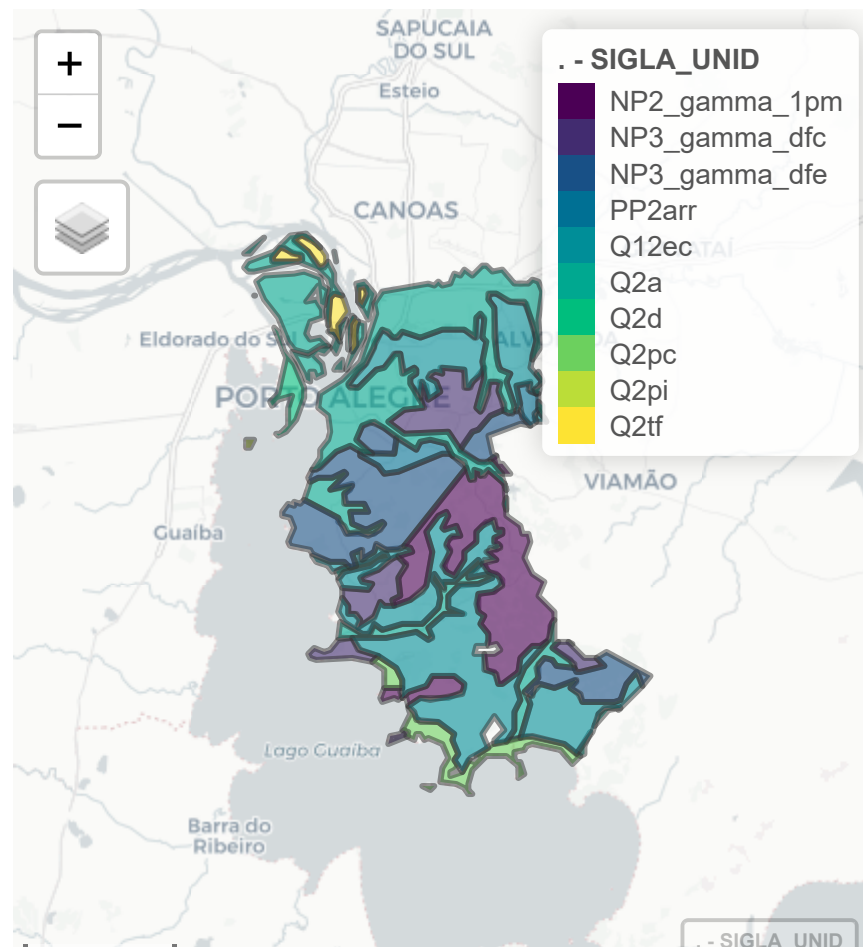 SAPUCAIA
DO SUL
Esteio
CANOAS
Eldorado do Sul
PORTO ALEGRE
VIAMÃO
Guaíba
Lago Guaíba
Barra do
Ribeiro
+
−
. - SIGLA_UNID
NP2_gamma_1pm
NP3_gamma_dfc
NP3_gamma_dfe
PP2arr
Q12ec
Q2a
Q2d
Q2pc
Q2pi
Q2tf
. - SIGLA_UNID